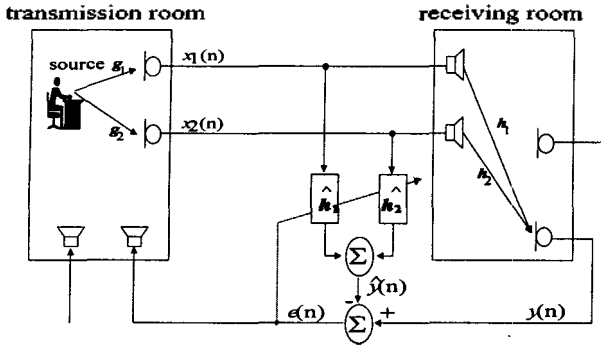 transmission room
receiving room
source
g₁
g₂
x₁(n)
x₂(n)
h₁
h₂
ĥ₁
ĥ₂
Σ
ŷ(n)
-
Σ
+
e(n)
y(n)